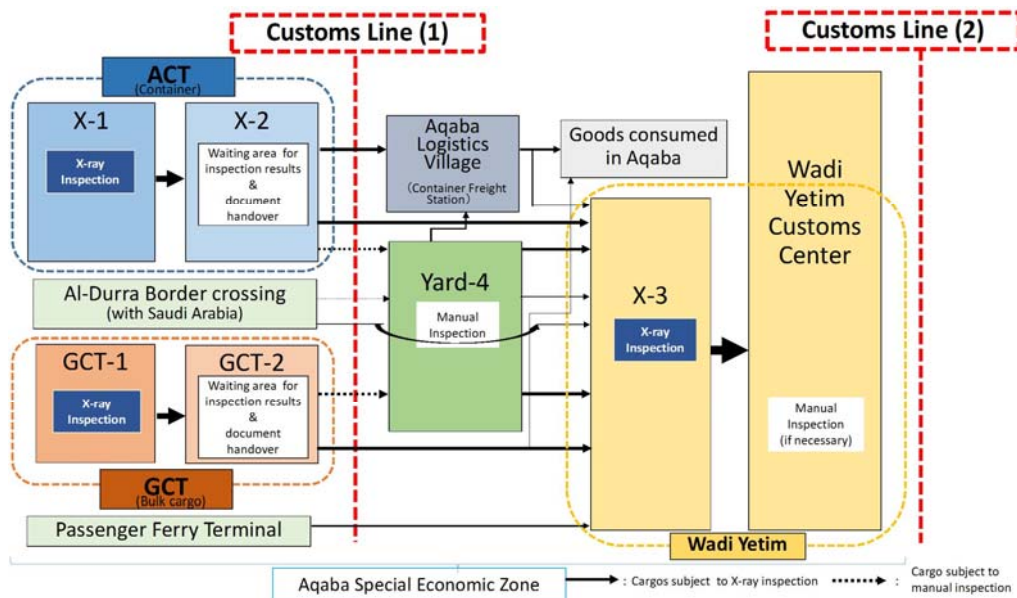 Customs Line (1)
Customs Line (2)
ACT
(Container)
X-1
X-ray
Inspection
X-2
Waiting area for
inspection results
&
document
handover
Aqaba
Logistics
Village
(Container Freight
Station)
Goods consumed
in Aqaba
Wadi
Yetim
Customs
Center
Manual
Inspection
(if necessary)
Yard-4
Manual
Inspection
X-3
X-ray
Inspection
Al-Durra Border crossing
(with Saudi Arabia)
GCT-1
X-ray
Inspection
GCT-2
Waiting area for
inspection results
&
document
handover
GCT
(Bulk cargo)
Passenger Ferry Terminal
Wadi Yetim
Aqaba Special Economic Zone
: Cargos subject to X-ray inspection
: Cargo subject to
manual inspection